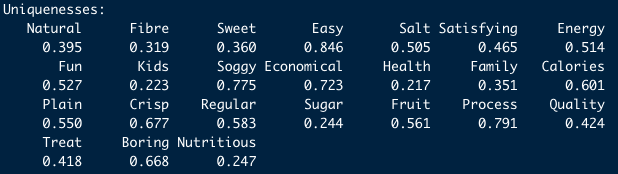 Uniquenesses:
Natural Fibre Sweet Easy Salt Satisfying Energy
0.395 0.319 0.360 0.846 0.505 0.465 0.514
Fun Kids Soggy Economical Health Family Calories
0.527 0.223 0.775 0.723 0.217 0.351 0.601
Plain Crisp Regular Sugar Fruit Process Quality
0.550 0.677 0.583 0.244 0.561 0.791 0.424
Treat Boring Nutritious
0.418 0.668 0.247